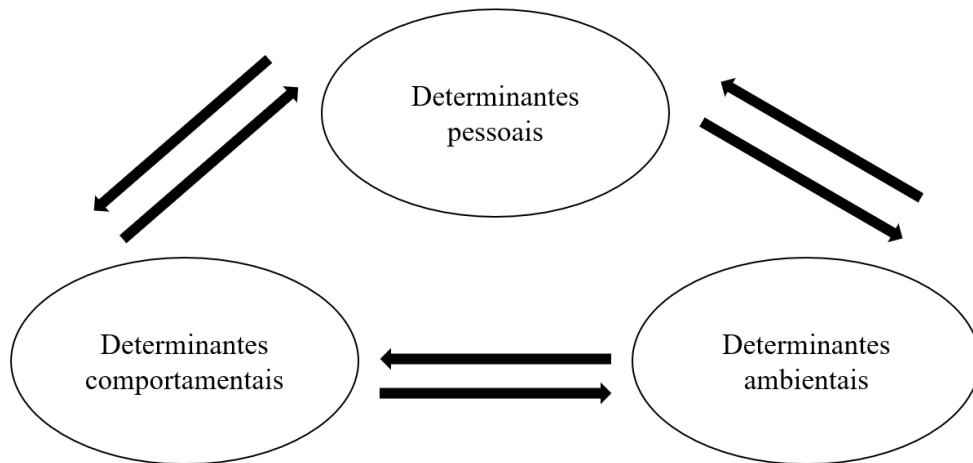 Determinantes
pessoais
Determinantes
comportamentais
Determinantes
ambientais